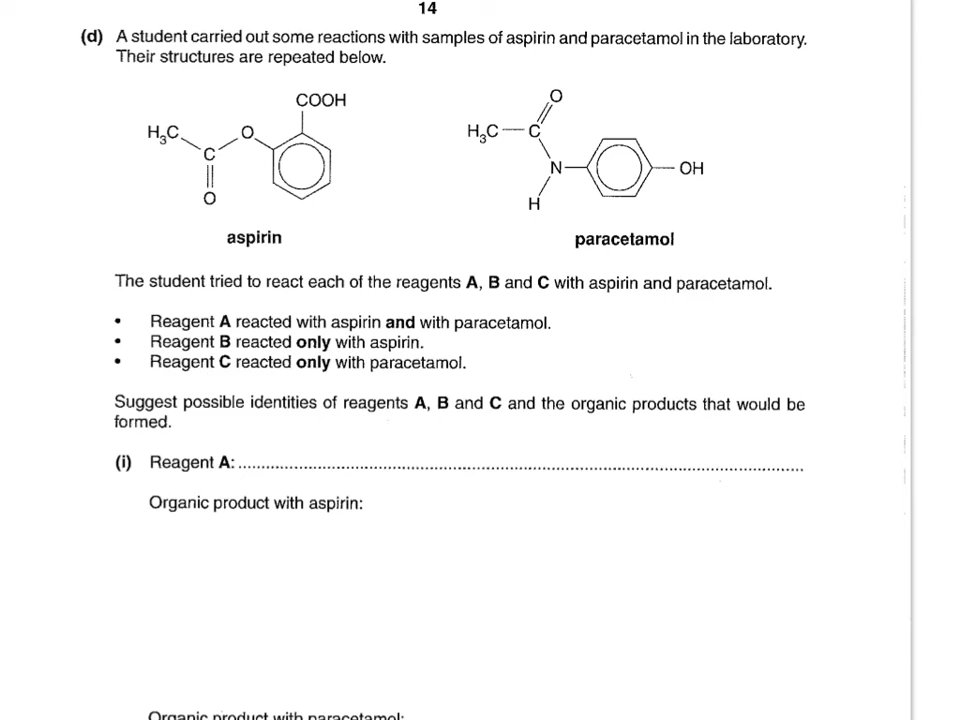 14
(d) A student carried out some reactions with samples of aspirin and paracetamol in the laboratory.
Their structures are repeated below.
COOH
H₃C
O
C
O
aspirin
O
H₃C
C
N
H
OH
paracetamol
The student tried to react each of the reagents A, B and C with aspirin and paracetamol.
• Reagent A reacted with aspirin and with paracetamol.
• Reagent B reacted only with aspirin.
• Reagent C reacted only with paracetamol.
Suggest possible identities of reagents A, B and C and the organic products that would be
formed.
(i) Reagent A: ..........................................................................................
Organic product with aspirin:
Organic product with paracetamol: